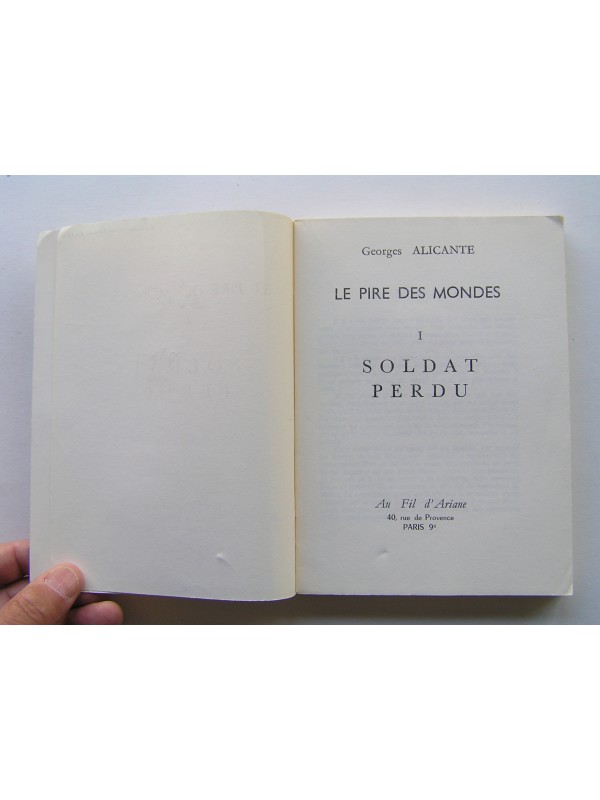 Georges ALICANTE
LE PIRE DES MONDES
I
SOLDAT
PERDU
Au Fil d'Ariane
40, rue de Provence
PARIS 9e